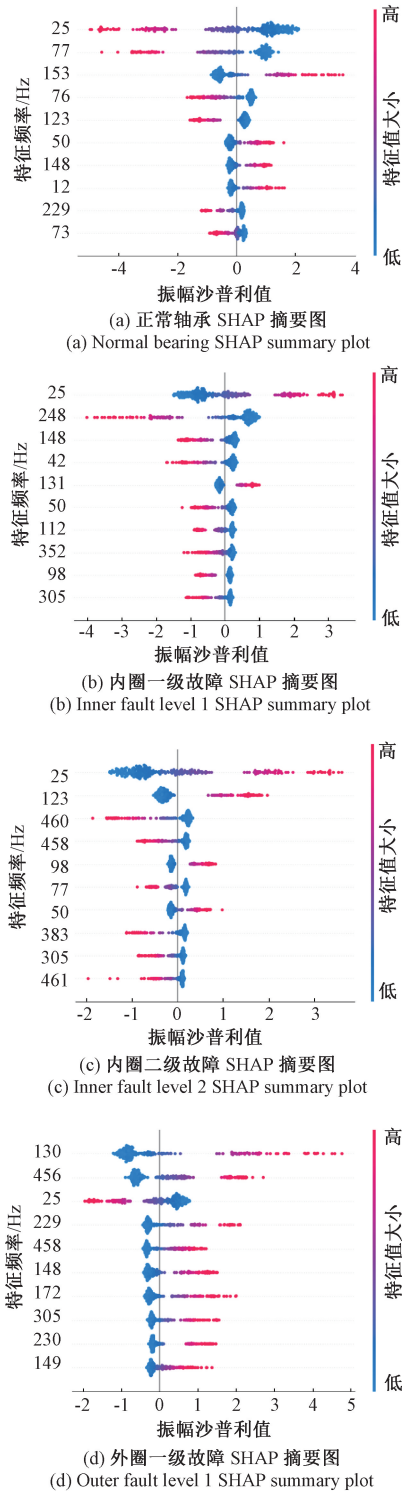 高
特征值大小
低
特征频率/Hz
25
77
153
76
123
50
148
12
229
73
-4 -2 0 2 4
振幅沙普利值
(a) 正常轴承 SHAP 摘要图
(a) Normal bearing SHAP summary plot
高
特征值大小
低
特征频率/Hz
25
248
148
42
131
50
112
352
98
305
-4 -3 -2 -1 0 1 2 3
振幅沙普利值
(b) 内圈一级故障 SHAP 摘要图
(b) Inner fault level 1 SHAP summary plot
高
特征值大小
低
特征频率/Hz
25
123
460
458
98
77
50
383
305
461
-2 -1 0 1 2 3
振幅沙普利值
(c) 内圈二级故障 SHAP 摘要图
(c) Inner fault level 2 SHAP summary plot
高
特征值大小
低
特征频率/Hz
130
456
25
229
458
148
172
305
230
149
-2 -1 0 1 2 3 4 5
振幅沙普利值
(d) 外圈一级故障 SHAP 摘要图
(d) Outer fault level 1 SHAP summary plot